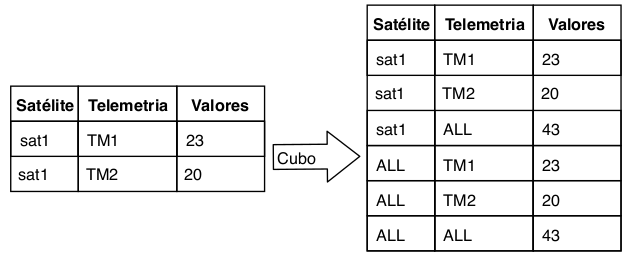 Satélite Telemetria Valores
sat1 TM1 23
sat1 TM2 20
Cubo
Satélite Telemetria Valores
sat1 TM1 23
sat1 TM2 20
sat1 ALL 43
ALL TM1 23
ALL TM2 20
ALL ALL 43